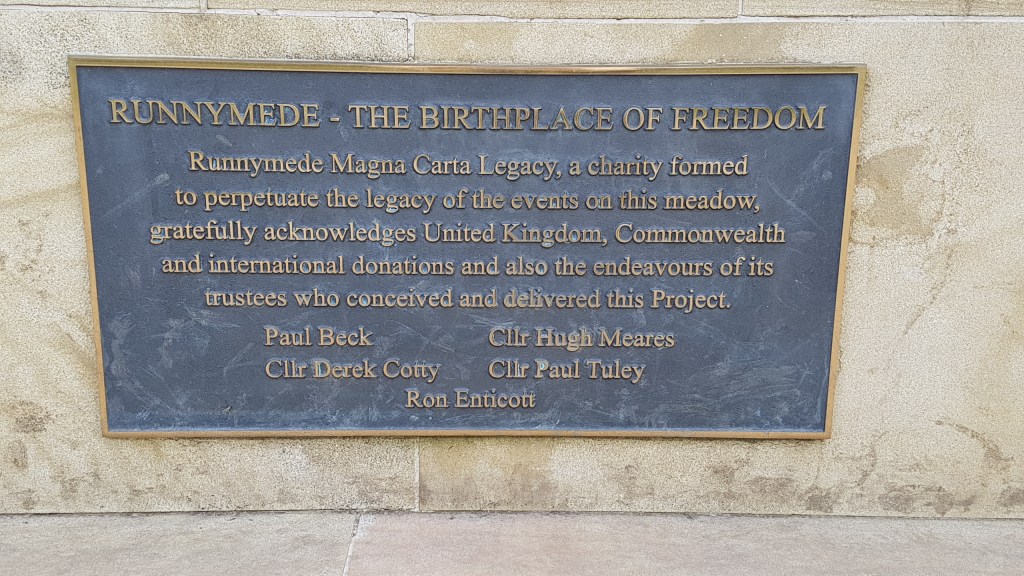 RUNNYMEDE - THE BIRTHPLACE OF FREEDOM
Runnymede Magna Carta Legacy, a charity formed
to perpetuate the legacy of the events on this meadow,
gratefully acknowledges United Kingdom, Commonwealth
and international donations and also the endeavours of its
trustees who conceived and delivered this Project.
Paul Beck Cllr Hugh Meares
Cllr Derek Cotty Cllr Paul Tuley
Ron Enticott